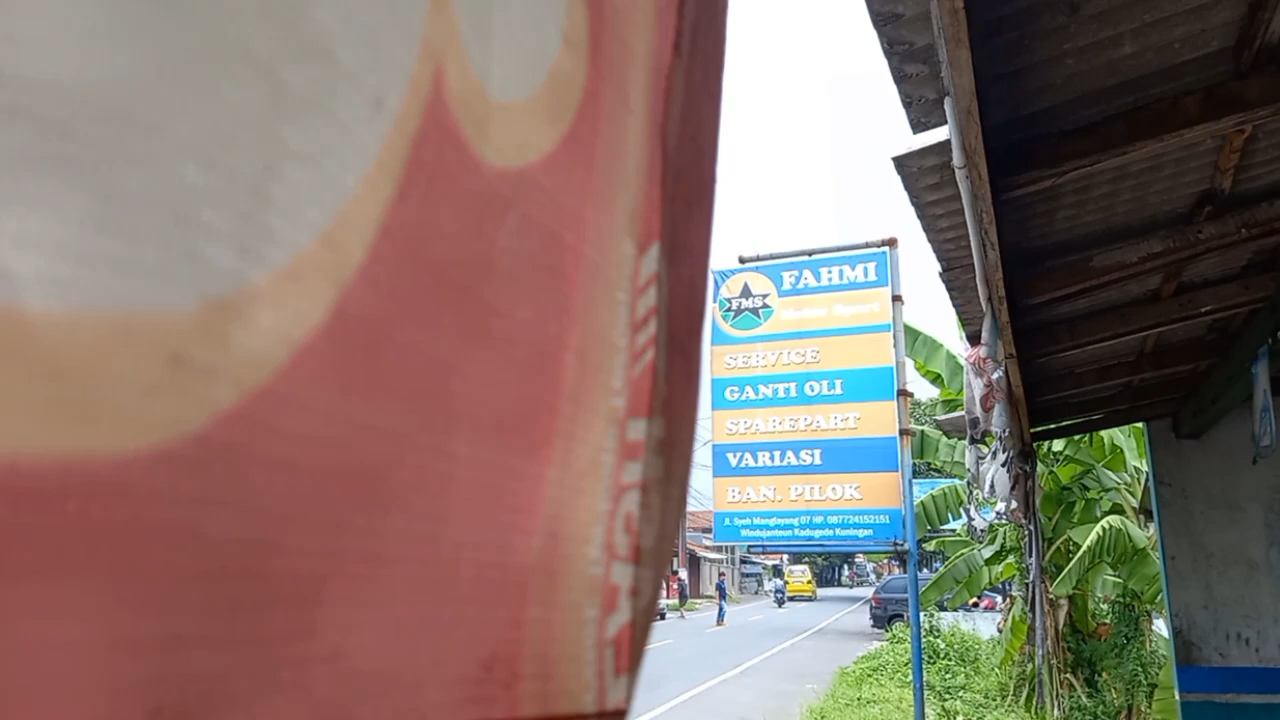 FAHMI
FMS
Motor Sport
SERVICE
GANTI OLI
SPAREPART
VARIASI
BAN. PILOK
Jl. Syeh Manglayang 07 HP. 087724152151
Windujanteun Kadugede Kuningan